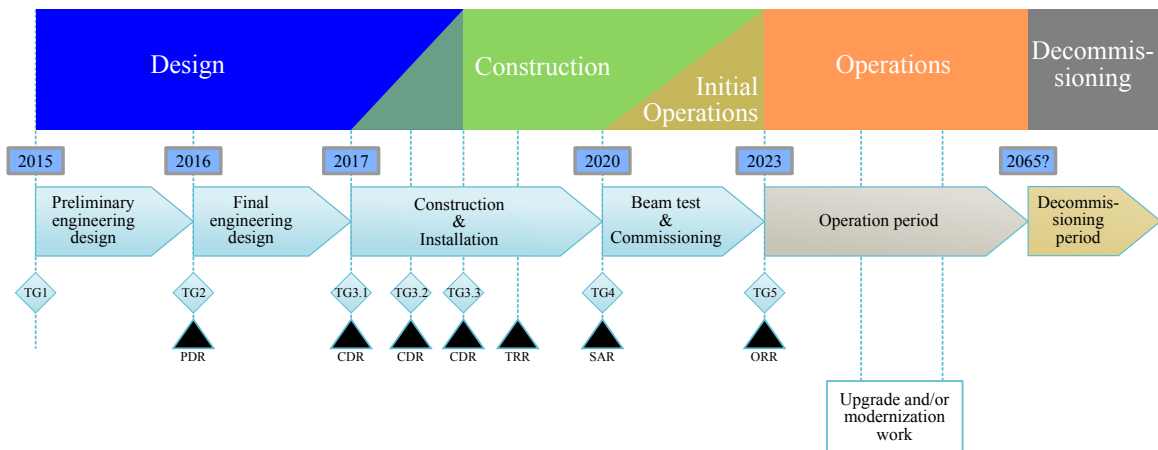 Design
Construction
Initial
Operations
Operations
Decommis-
sioning
2015
2016
2017
2020
2023
2065?
Preliminary
engineering
design
Final
engineering
design
Construction
&
Installation
Beam test
&
Commissioning
Operation period
Decommis-
sioning
period
TG1
TG2
TG3.1
TG3.2
TG3.3
TG4
TG5
PDR
CDR
CDR
CDR
TRR
SAR
ORR
Upgrade and/or
modernization
work